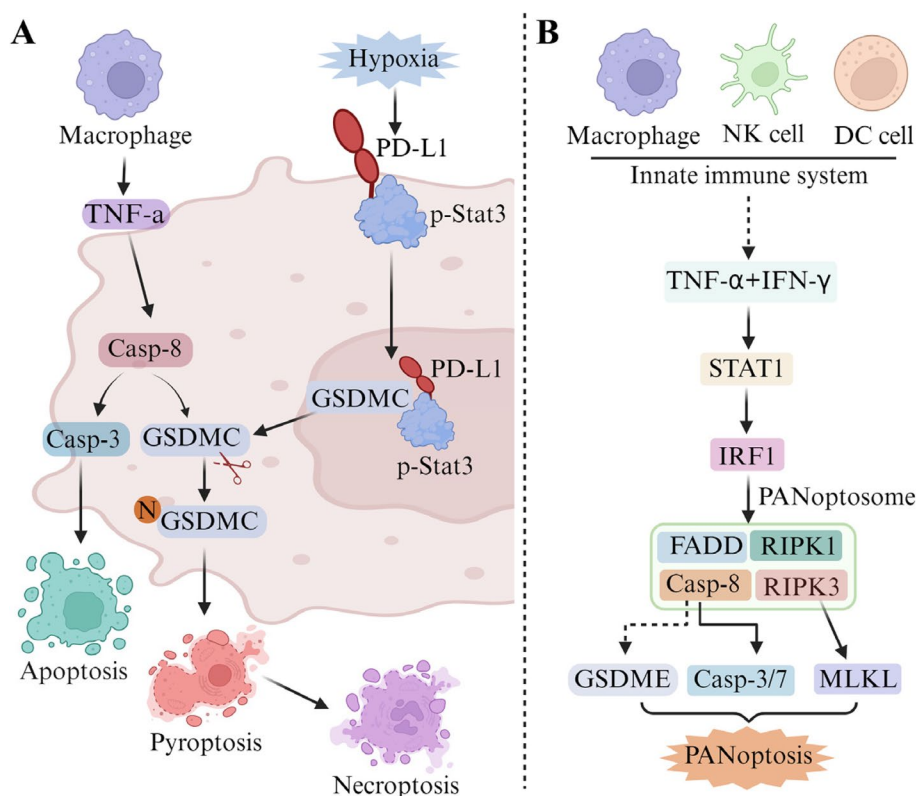 A
Macrophage
TNF-a
Casp-8
Casp-3
GSDMC
N
GSDMC
Apoptosis
Pyroptosis
Necroptosis
Hypoxia
PD-L1
p-Stat3
PD-L1
GSDMC
p-Stat3
B
Macrophage
NK cell
DC cell
Innate immune system
TNF-α+IFN-γ
STAT1
IRF1
PANoptosome
FADD
RIPK1
Casp-8
RIPK3
GSDME
Casp-3/7
MLKL
PANoptosis